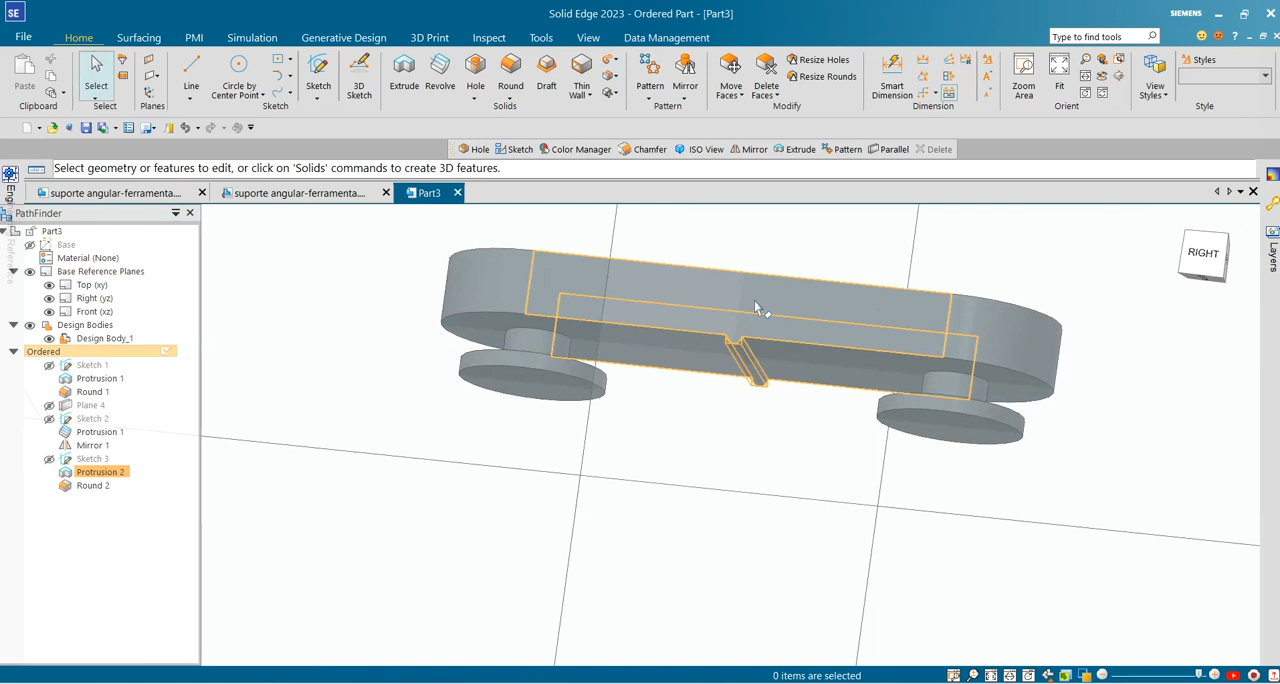 SE
Solid Edge 2023 - Ordered Part - [Part3]
SIEMENS
File
Home
Surfacing
PMI
Simulation
Generative Design
3D Print
Inspect
Tools
View
Data Management
Type to find tools
Paste
Clipboard
Select
Select
Planes
Line
Circle by
Center Point
Sketch
Sketch
3D
Sketch
Extrude
Revolve
Hole
Round
Draft
Thin
Wall
Solids
Pattern
Mirror
Pattern
Move
Faces
Delete
Faces
Resize Holes
Resize Rounds
Modify
Smart
Dimension
Dimension
Zoom
Area
Fit
Orient
View
Styles
Styles
Style
Hole
Sketch
Color Manager
Chamfer
ISO View
Mirror
Extrude
Pattern
Parallel
Delete
Select geometry or features to edit, or click on 'Solids' commands to create 3D features.
suporte angular-ferramenta...
suporte angular-ferramenta...
Part3
PathFinder
Part3
Base
Material (None)
Base Reference Planes
Top (xy)
Right (yz)
Front (xz)
Design Bodies
Design Body_1
Ordered
Sketch 1
Protrusion 1
Round 1
Plane 4
Sketch 2
Protrusion 1
Mirror 1
Sketch 3
Protrusion 2
Round 2
RIGHT
Layers
0 items are selected